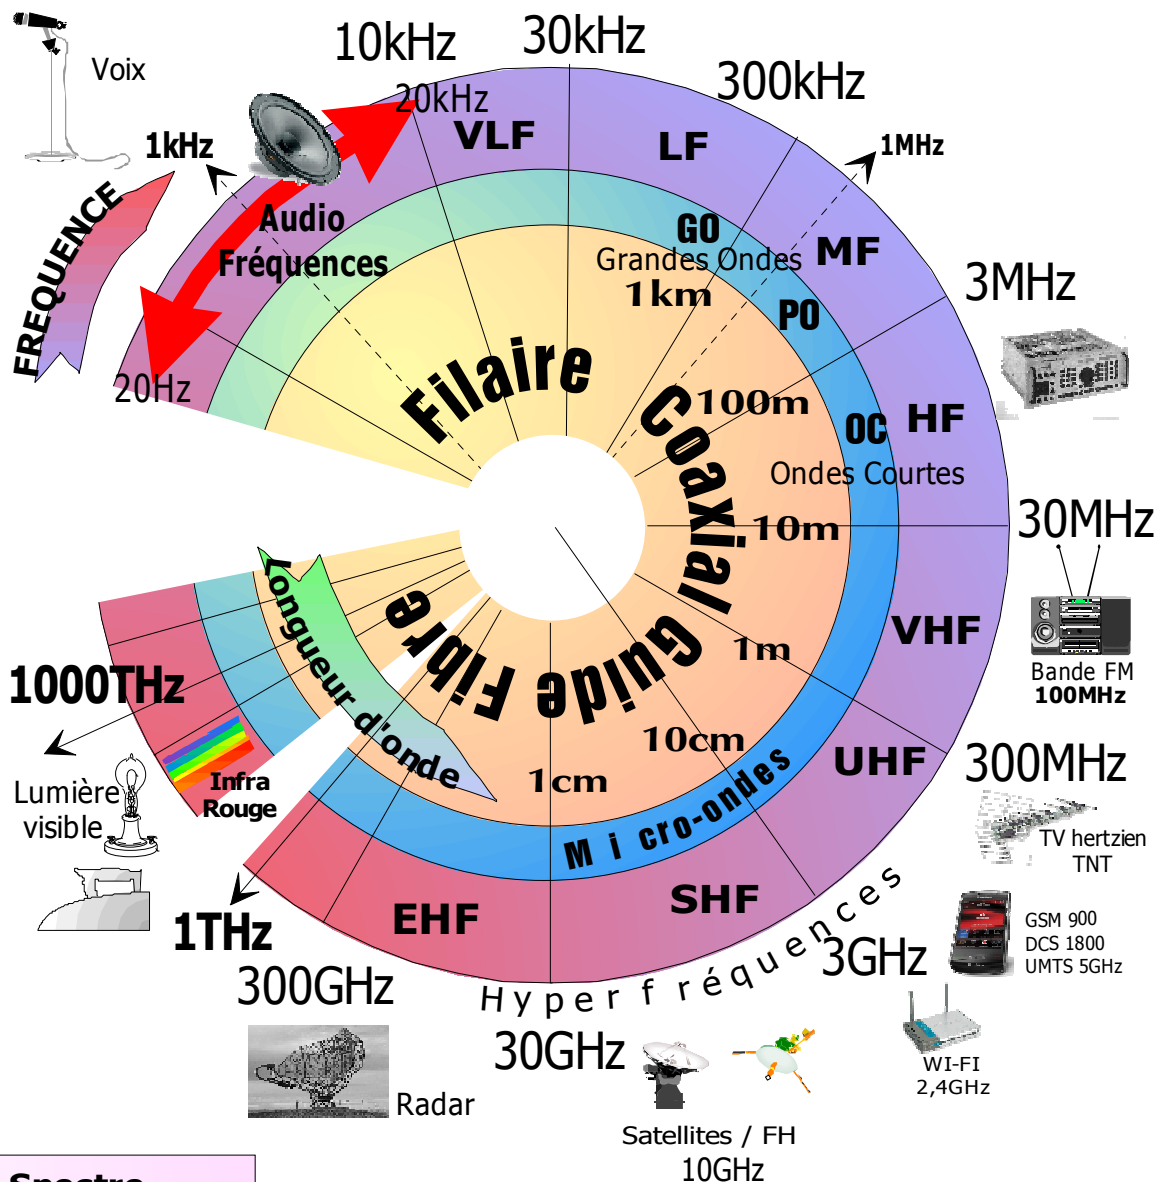 10kHz
30kHz
300kHz
Voix
20kHz
VLF
LF
1kHz
1MHz
FREQUENCE
Audio
Fréquences
GO
Grandes Ondes
MF
1km
3MHz
PO
20Hz
Filaire
100m
OC
HF
Ondes Courtes
Coaxial
10m
30MHz
Longueur d'onde
Fibre
Guide
1m
VHF
Bande FM
100MHz
1000THz
10cm
UHF
300MHz
Infra
Rouge
1cm
Lumière
visible
Micro-ondes
TV hertzien
TNT
SHF
EHF
1THz
Hyperfréquences
3GHz
GSM 900
DCS 1800
UMTS 5GHz
300GHz
30GHz
WI-FI
2,4GHz
Radar
Satellites / FH
10GHz
Spectre